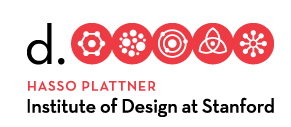 d.
HASSO PLATTNER
Institute of Design at Stanford